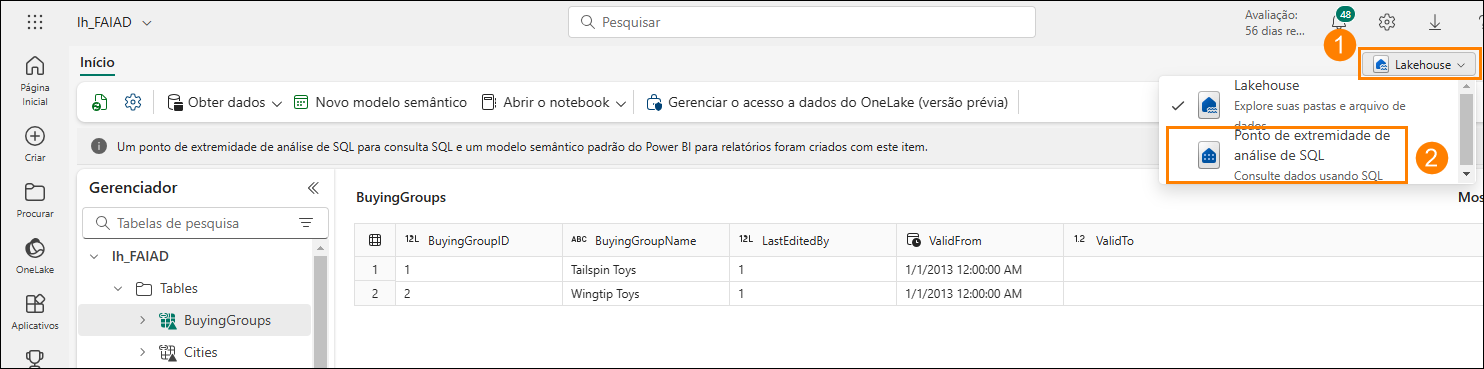 lh_FAIAD
Pesquisar
Avaliação:
56 dias re...
48
1
Início
Lakehouse
Obter dados
Novo modelo semântico
Abrir o notebook
Gerenciar o acesso a dados do OneLake (versão prévia)
Lakehouse
Explore suas pastas e arquivo de
dados
Ponto de extremidade de
análise de SQL
Consulte dados usando SQL
2
Um ponto de extremidade de análise de SQL para consulta SQL e um modelo semântico padrão do Power BI para relatórios foram criados com este item.
Página
Inicial
Criar
Procurar
OneLake
Aplicativos
Gerenciador
Tabelas de pesquisa
lh_FAIAD
Tables
BuyingGroups
Cities
BuyingGroups
Mos
12L BuyingGroupID ABC BuyingGroupName 12L LastEditedBy ValidFrom 1.2 ValidTo
1 1 Tailspin Toys 1 1/1/2013 12:00:00 AM
2 2 Wingtip Toys 1 1/1/2013 12:00:00 AM